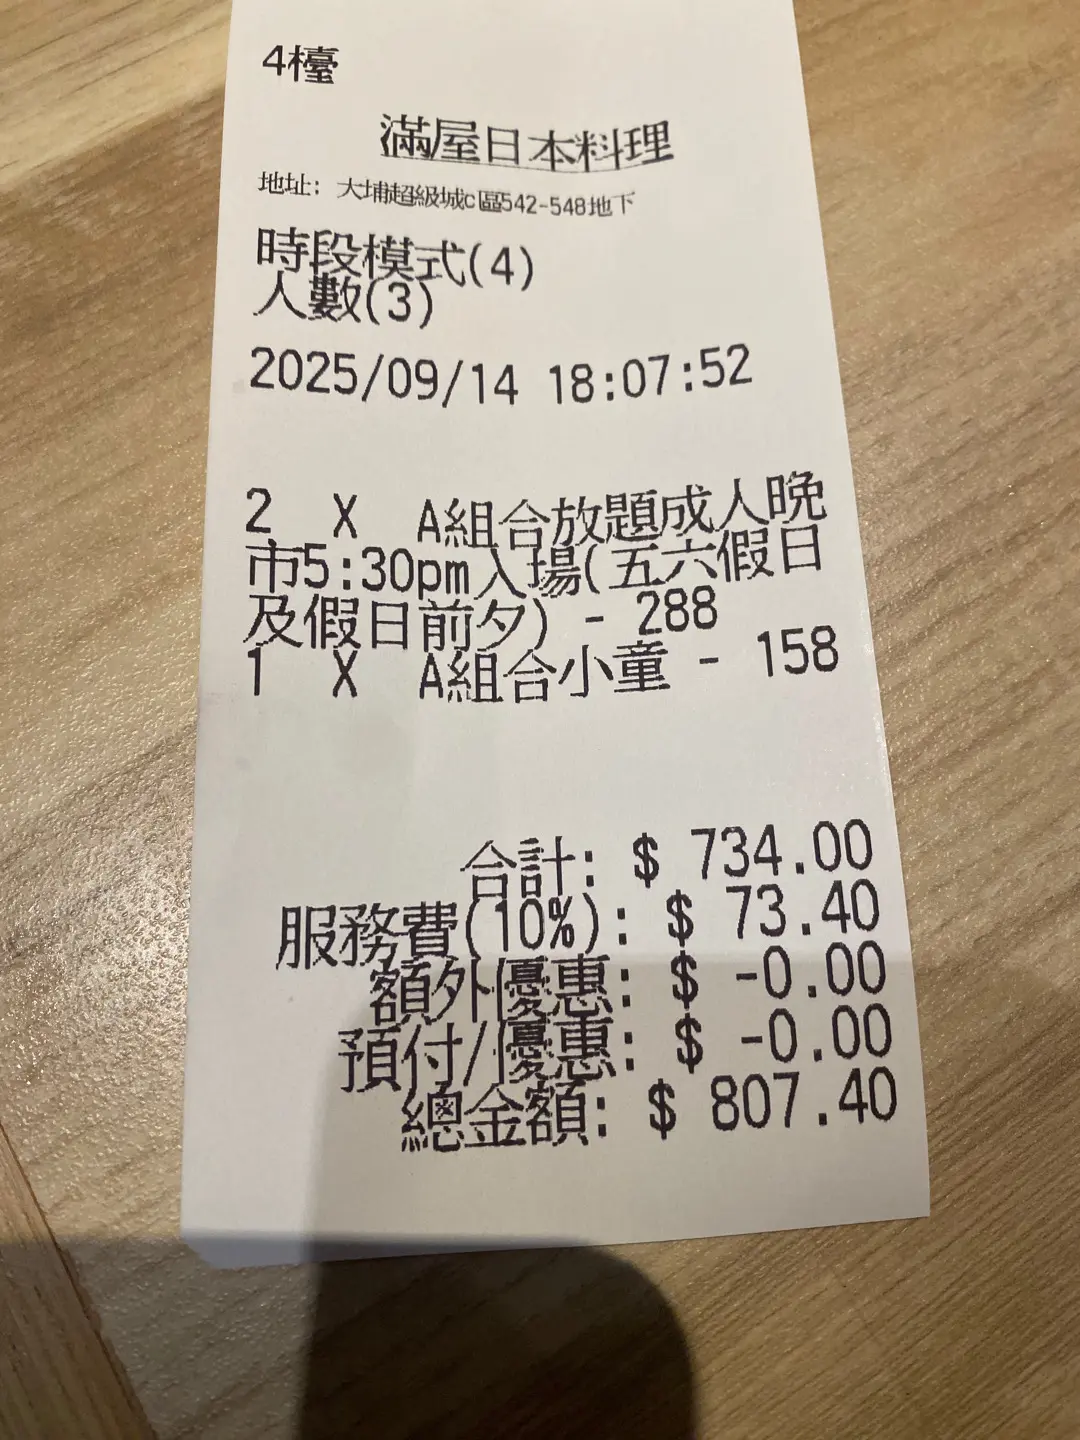 4檯
滿屋日本料理
地址: 大埔超級城c區542-548地下
時段模式(4)
人數(3)
2025/09/14 18:07:52
2 X A組合放題成人晚
市5:30pm入場(五六假日
及假日前夕) - 288
1 X A組合小童 - 158
合計: $ 734.00
服務費(10%): $ 73.40
額外優惠: $ -0.00
預付/優惠: $ -0.00
總金額: $ 807.40